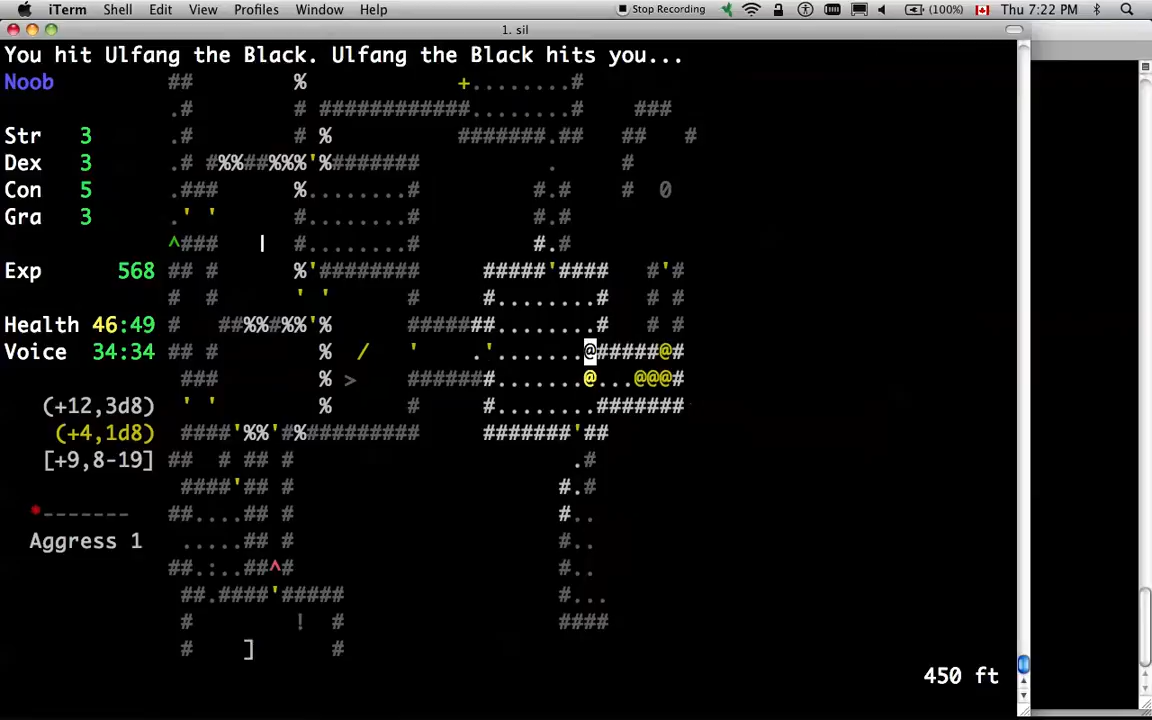 iTerm Shell Edit View Profiles Window Help Stop Recording (100%) Thu 7:22 PM
1. sil
You hit Ulfang the Black. Ulfang the Black hits you...
Noob ## % +........#
.# # ############........# ###
Str 3 .# # % #######.## ## #
Dex 3 .# #%%##%%%'%####### . #
Con 5 .### %........# #.# # 0
Gra 3 .' ' #........# #.#
^### | #........# #.#
Exp 568 ## # %'######## #####'#### #'#
# # ' ' # #........# # #
Health 46:49 # ##%%#%%'% #######........# # #
Voice 34:34 ## # % / ' .'.......@#####@#
### % > #######.......@...@@@#
(+12,3d8) ' ' % # #........#######
(+4,1d8) ####'%%'#%######### #######'##
[+9,8-19] ## # ## # .#
####'## # #.#
*------- ##....## # #..
Aggress 1 .....## # #..
##.:..##^# #..
##.####'##### #...
# ! # ####
# ] #
450 ft